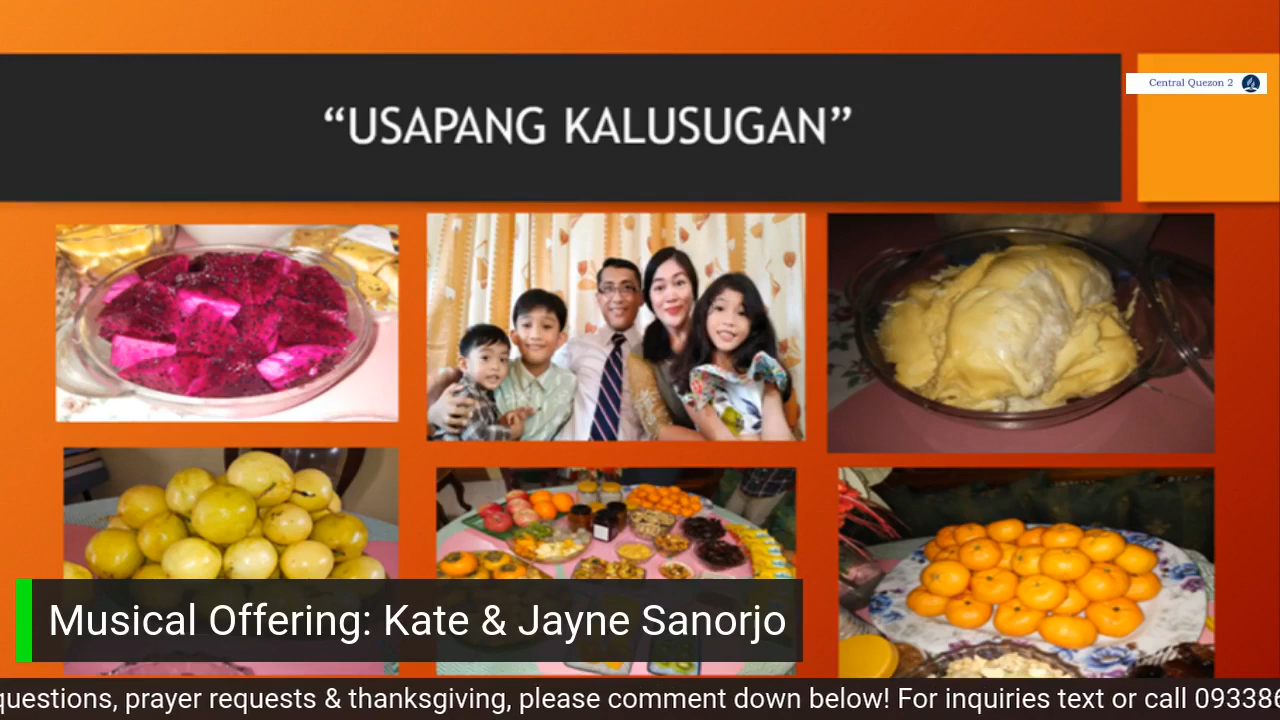 “USAPANG KALUSUGAN”
Central Quezon 2
Musical Offering: Kate & Jayne Sanorjo
questions, prayer requests & thanksgiving, please comment down below! For inquiries text or call 09338